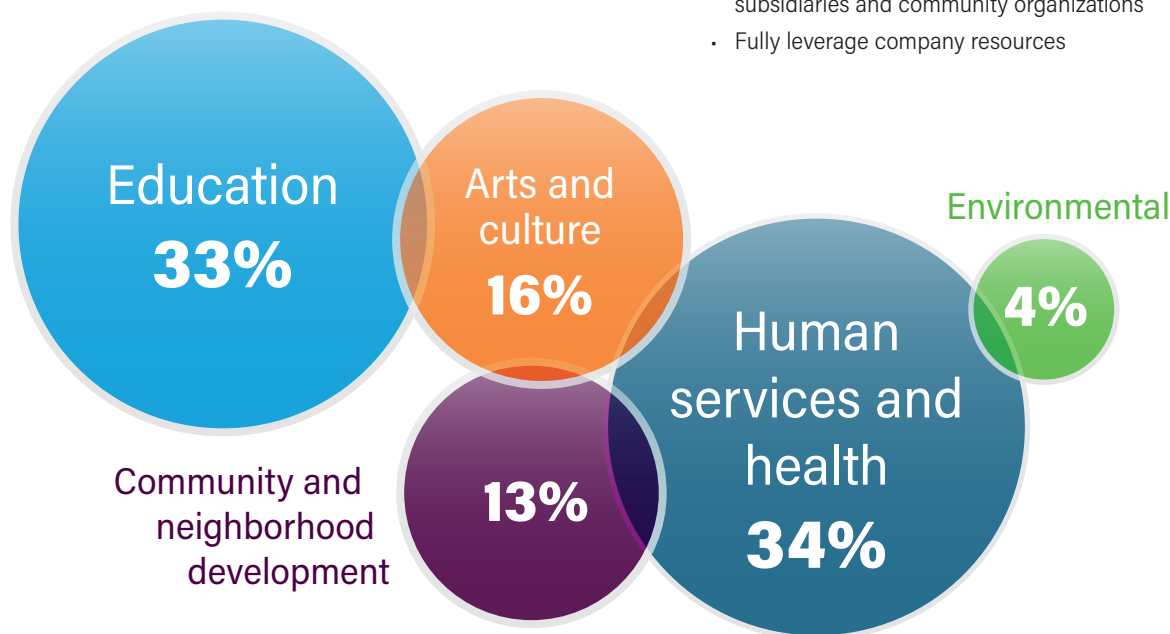 subsidiaries and community organizations
· Fully leverage company resources
Education
33%
Arts and
culture
16%
Environmental
4%
Human
services and
health
34%
Community and
neighborhood
development
13%